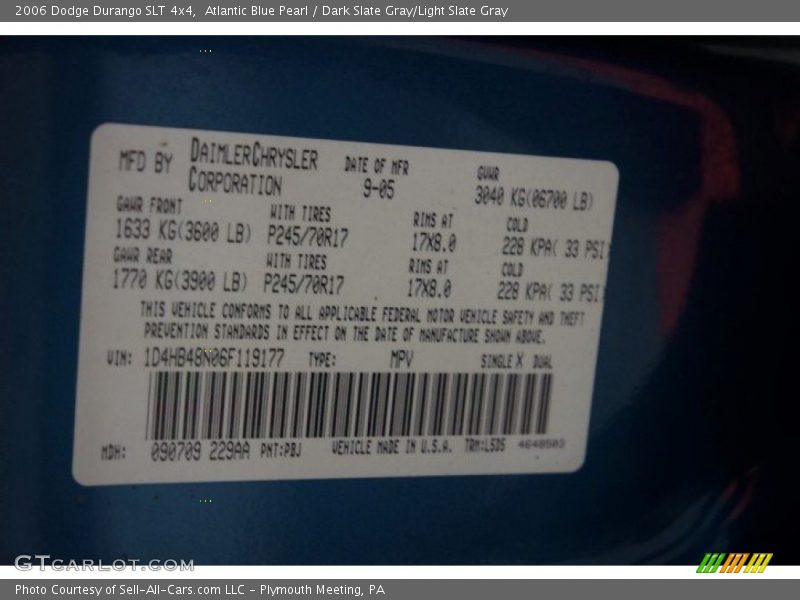 2006 Dodge Durango SLT 4x4, Atlantic Blue Pearl / Dark Slate Gray/Light Slate Gray
MFD BY DAIMLERCHRYSLER CORPORATION DATE OF MFR 9-05 GVWR 3040 KG(06700 LB)
GAWR FRONT WITH TIRES RIMS AT COLD
1633 KG(3600 LB) P245/70R17 17X8.0 228 KPA( 33 PSI)
GAWR REAR WITH TIRES RIMS AT COLD
1770 KG(3900 LB) P245/70R17 17X8.0 228 KPA( 33 PSI)
THIS VEHICLE CONFORMS TO ALL APPLICABLE FEDERAL MOTOR VEHICLE SAFETY AND THEFT
PREVENTION STANDARDS IN EFFECT ON THE DATE OF MANUFACTURE SHOWN ABOVE.
VIN: 1D4HB48N06F119177 TYPE: MPV SINGLE X DUAL
MDH: 090709 229AA PNT:PBJ VEHICLE MADE IN U.S.A. TRM:L5D5 4648503
GTCARLOT.COM
Photo Courtesy of Sell-All-Cars.com LLC - Plymouth Meeting, PA